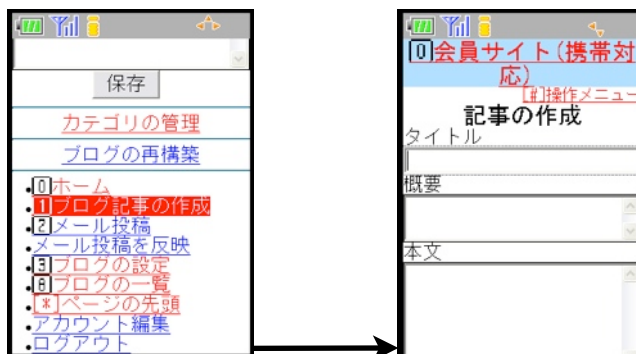 保存
カテゴリの管理
ブログの再構築
0ホーム
1ブログ記事の作成
2メール投稿
メール投稿を反映
3ブログの設定
8ブログの一覧
[*]ページの先頭
アカウント編集
ログアウト
0会員サイト(携帯対
応)
[#]操作メニュー
記事の作成
タイトル
概要
本文